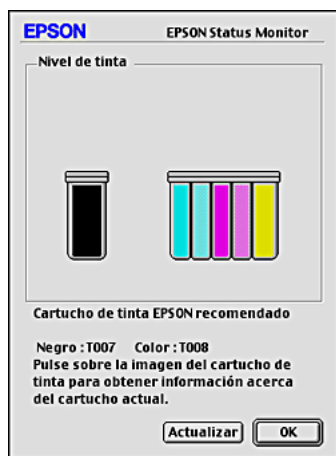 EPSON EPSON Status Monitor
Nivel de tinta
Cartucho de tinta EPSON recomendado
Negro : T007 Color : T008
Pulse sobre la imagen del cartucho de
tinta para obtener información acerca
del cartucho actual.
Actualizar OK